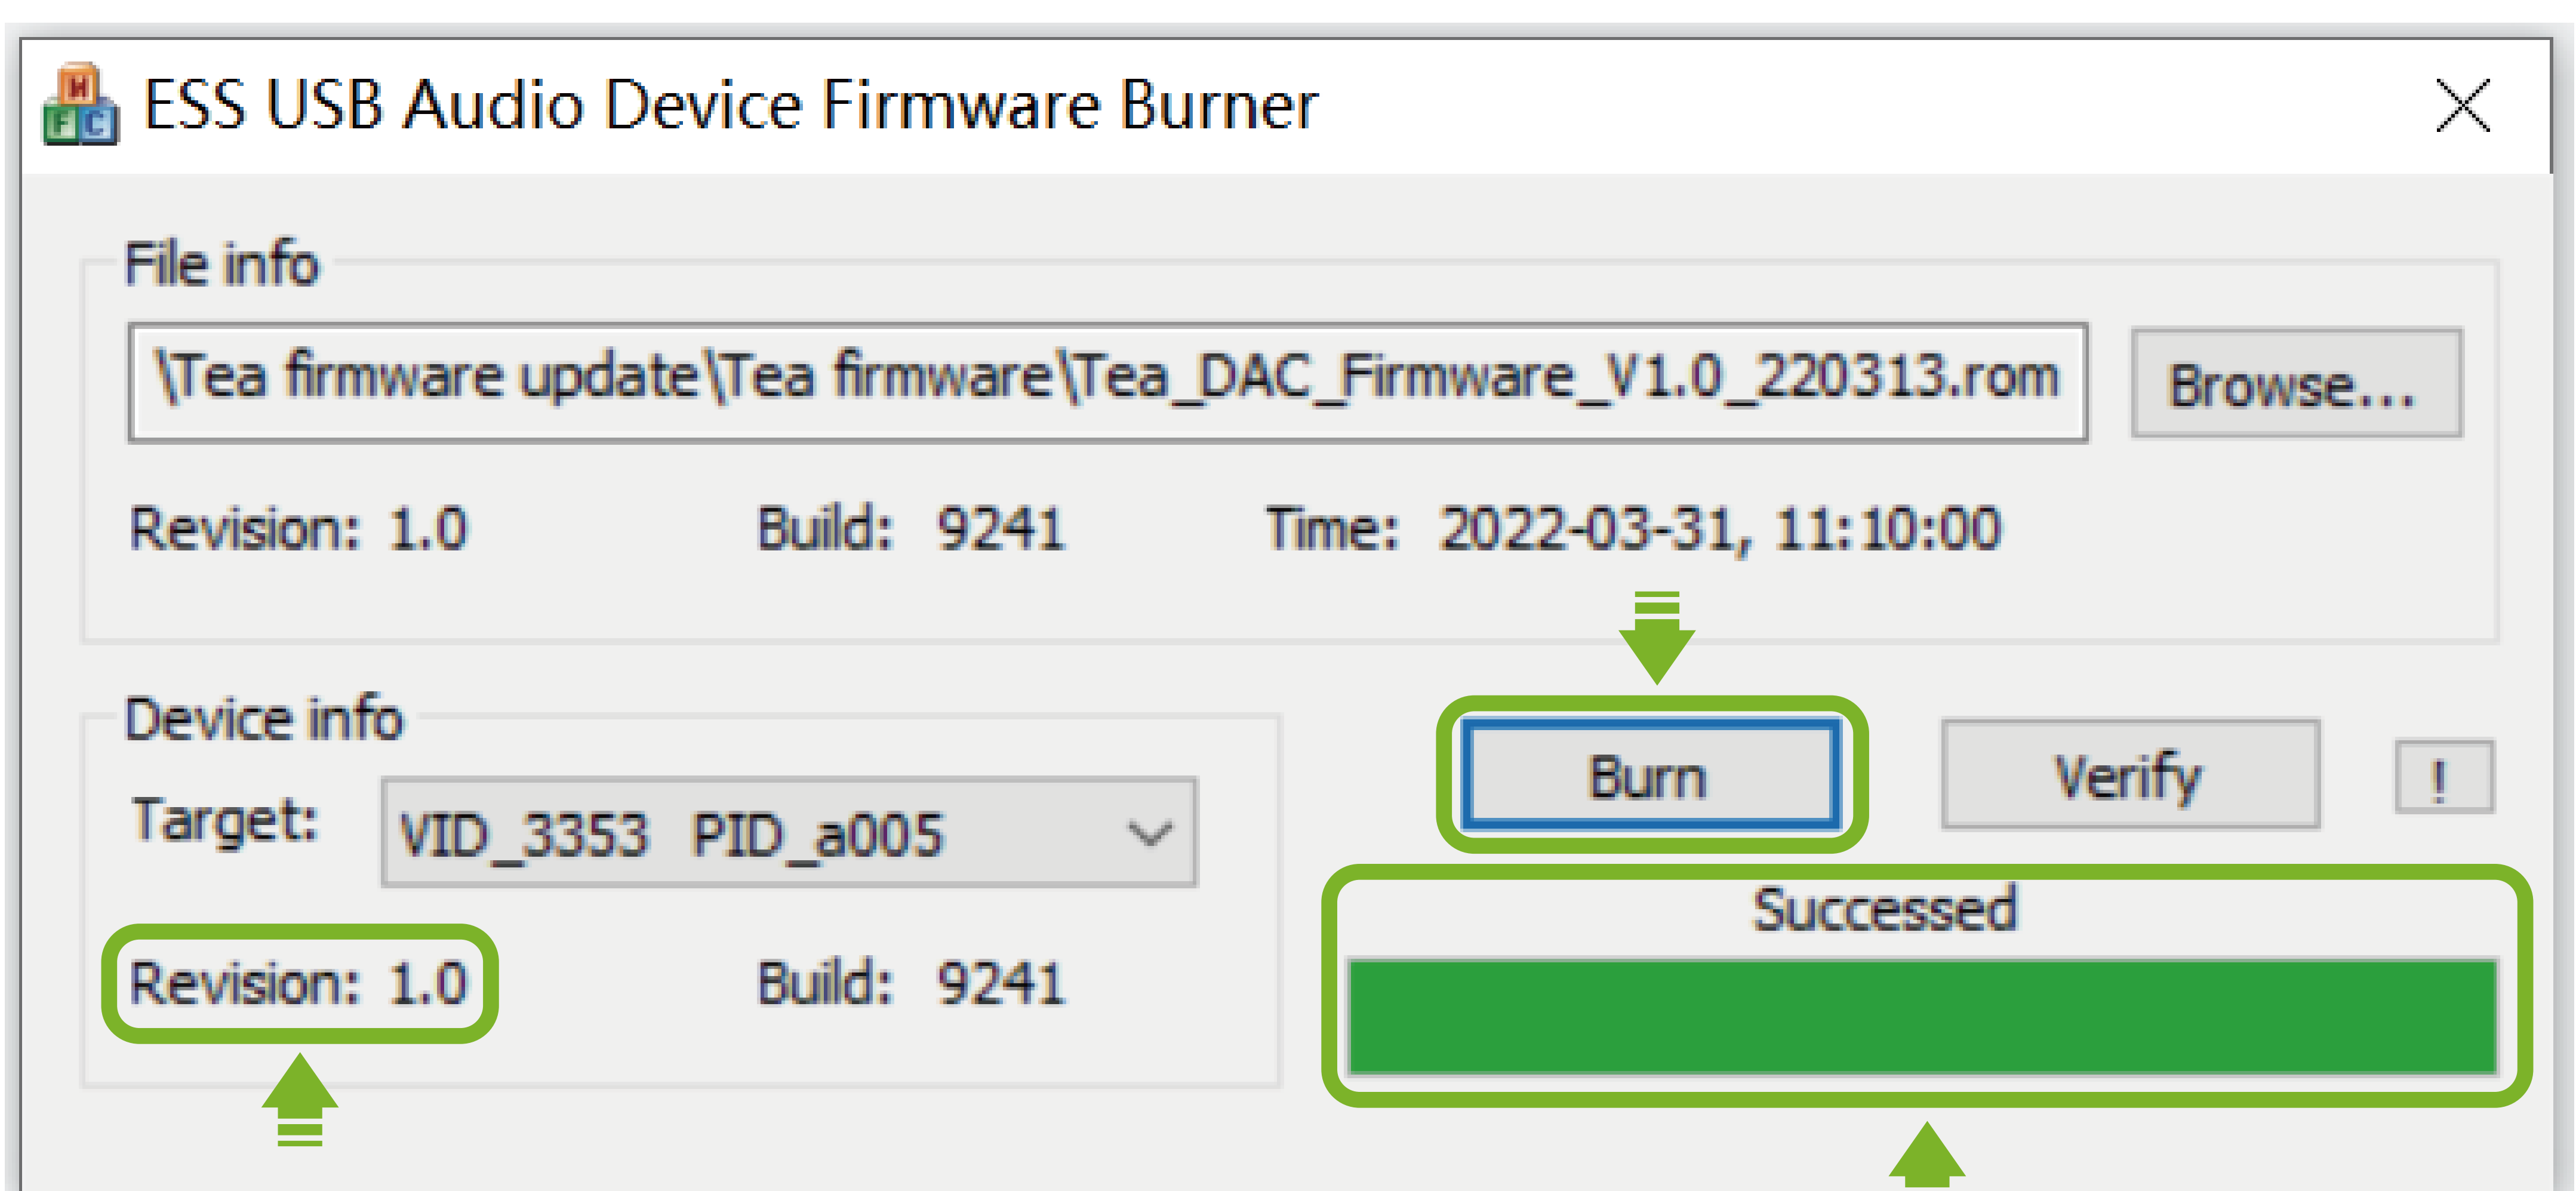 ESS USB Audio Device Firmware Burner
File info
\Tea firmware update\Tea firmware\Tea_DAC_Firmware_V1.0_220313.rom Browse...
Revision: 1.0 Build: 9241 Time: 2022-03-31, 11:10:00
Device info
Target: VID_3353 PID_a005
Burn Verify !
Successed
Revision: 1.0 Build: 9241